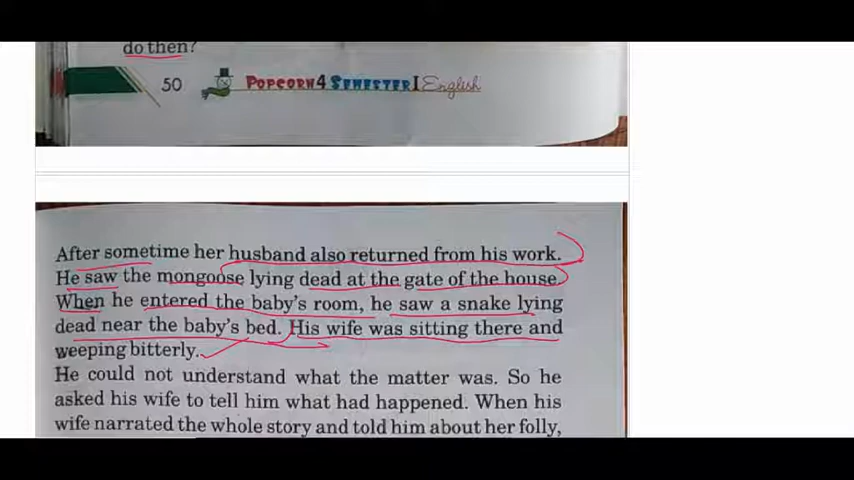 do then?
50 POPCORN 4 SEMESTER I English
After sometime her husband also returned from his work.
He saw the mongoose lying dead at the gate of the house.
When he entered the baby's room, he saw a snake lying
dead near the baby's bed. His wife was sitting there and
weeping bitterly.
He could not understand what the matter was. So he
asked his wife to tell him what had happened. When his
wife narrated the whole story and told him about her folly,